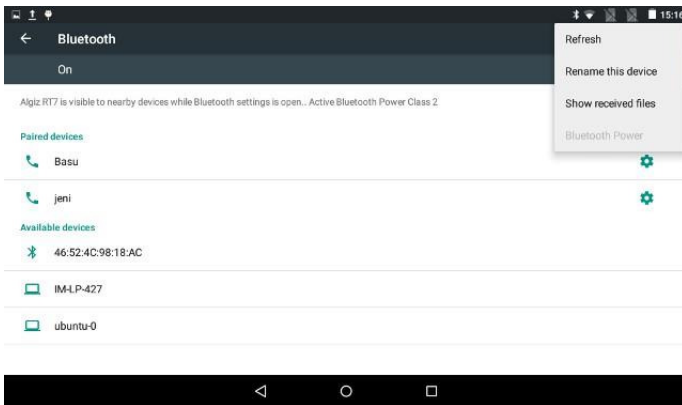 15:16
Bluetooth
On
Refresh
Rename this device
Show received files
Bluetooth Power
Algiz RT7 is visible to nearby devices while Bluetooth settings is open.. Active Bluetooth Power Class 2
Paired devices
Basu
jeni
Available devices
46:52:4C:98:18:AC
IM-LP-427
ubuntu-0